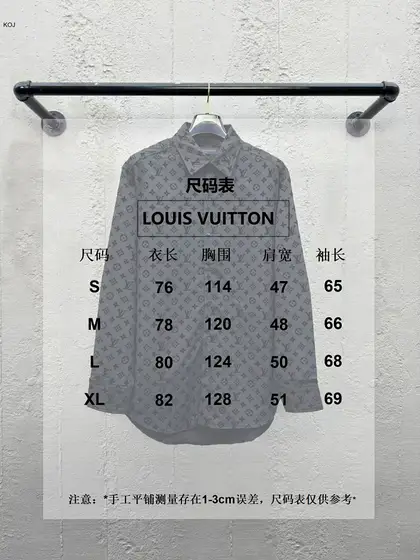 KOJ
尺码表
LOUIS VUITTON
尺码 衣长 胸围 肩宽 袖长
S 76 114 47 65
M 78 120 48 66
L 80 124 50 68
XL 82 128 51 69
注意：*手工平铺测量存在1-3cm误差，尺码表仅供参考*